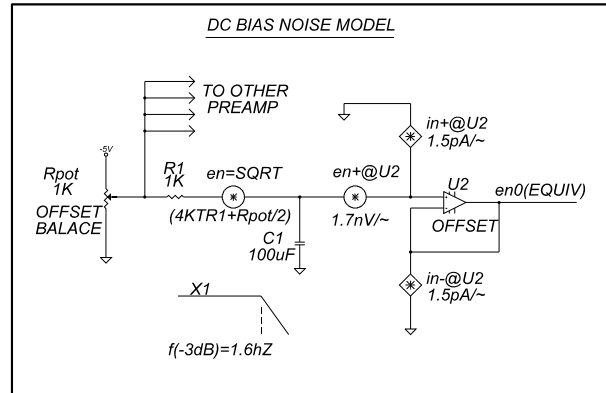 DC BIAS NOISE MODEL
TO OTHER
PREAMP
-5V
Rpot
1K
OFFSET
BALACE
R1
1K
en=SQRT
(4KTR1+Rpot/2)
C1
100uF
en+@U2
1.7nV/~
in+@U2
1.5pA/~
U2
en0(EQUIV)
+
-
OFFSET
in-@U2
1.5pA/~
X1
f(-3dB)=1.6hZ